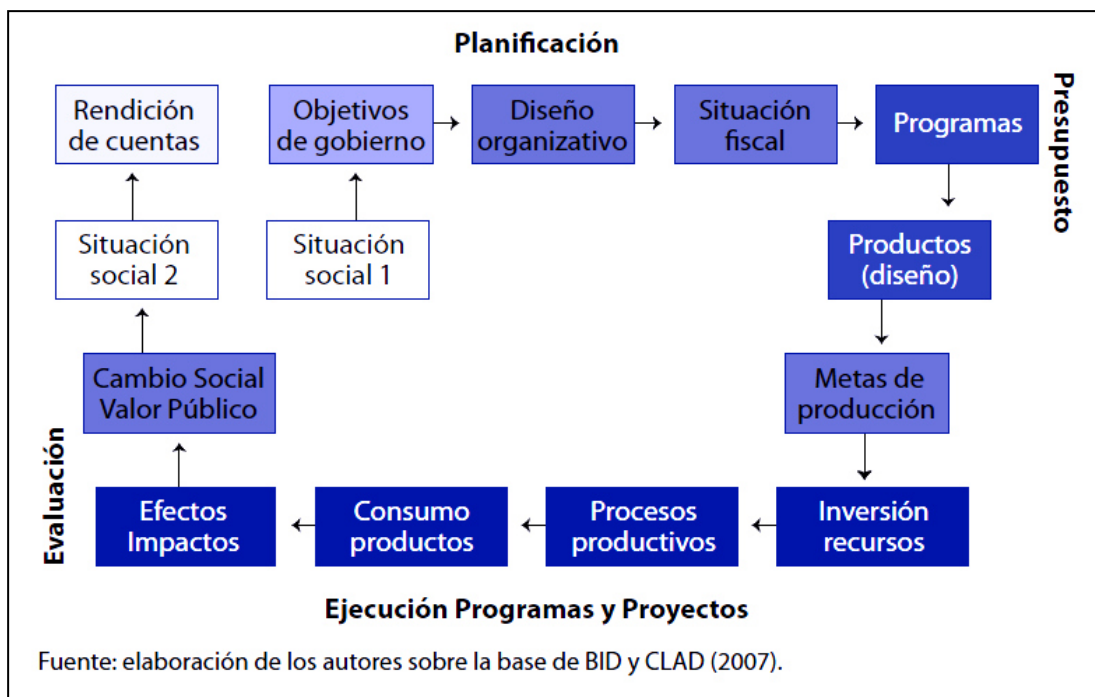 Planificación
Rendición
de cuentas
Objetivos
de gobierno
Diseño
organizativo
Situación
fiscal
Programas
Presupuesto
Situación
social 2
Situación
social 1
Productos
(diseño)
Cambio Social
Valor Público
Metas de
producción
Evaluación
Efectos
Impactos
Consumo
productos
Procesos
productivos
Inversión
recursos
Ejecución Programas y Proyectos
Fuente: elaboración de los autores sobre la base de BID y CLAD (2007).